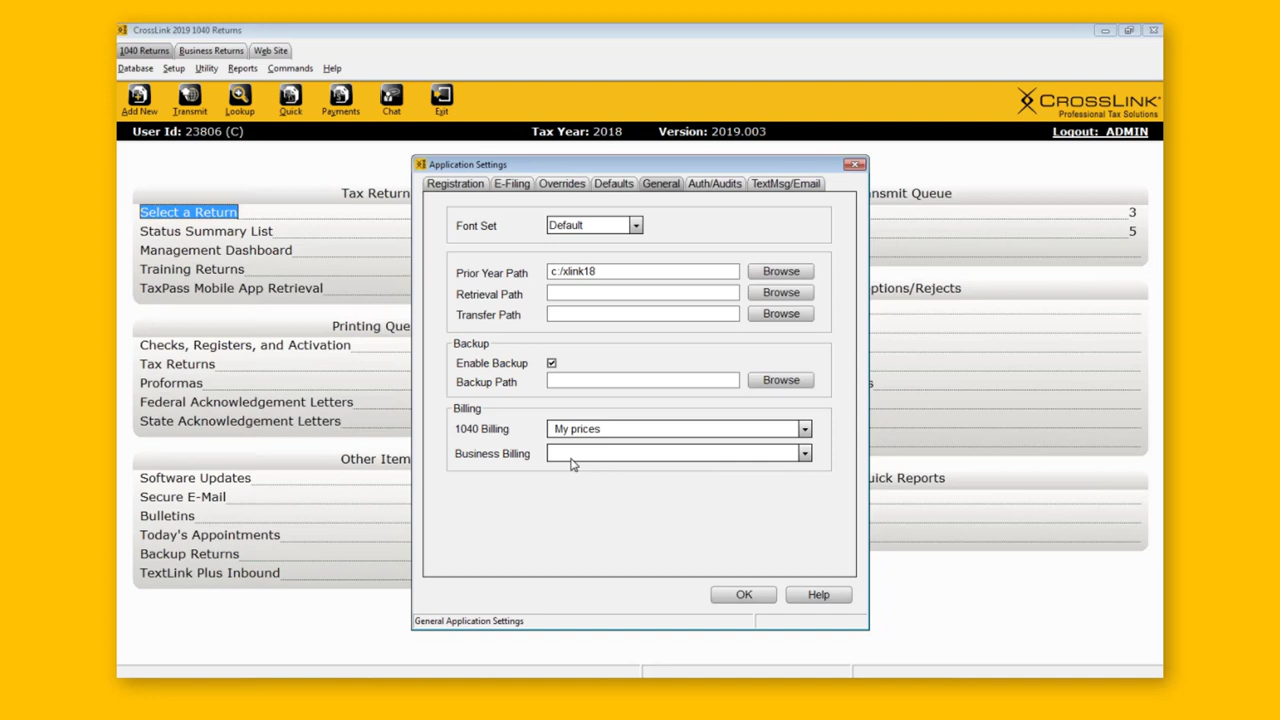 CrossLink 2019 1040 Returns
1040 Returns Business Returns Web Site
Database Setup Utility Reports Commands Help
Add New Transmit Lookup Quick Payments Chat Exit
CROSSLINK
Professional Tax Solutions
User Id: 23806 (C) Tax Year: 2018 Version: 2019.003 Logout: ADMIN
Tax Return
Select a Return
Status Summary List
Management Dashboard
Training Returns
TaxPass Mobile App Retrieval
Printing Que
Checks, Registers, and Activation
Tax Returns
Proformas
Federal Acknowledgement Letters
State Acknowledgement Letters
Other Item
Software Updates
Secure E-Mail
Bulletins
Today's Appointments
Backup Returns
TextLink Plus Inbound
Application Settings
Registration E-Filing Overrides Defaults General Auth/Audits TextMsg/Email
Font Set Default
Prior Year Path c:/xlink18 Browse
Retrieval Path Browse
Transfer Path Browse
Backup
Enable Backup
Backup Path Browse
Billing
1040 Billing My prices
Business Billing
OK Help
General Application Settings
nsmit Queue
3
5
ptions/Rejects
s
uick Reports